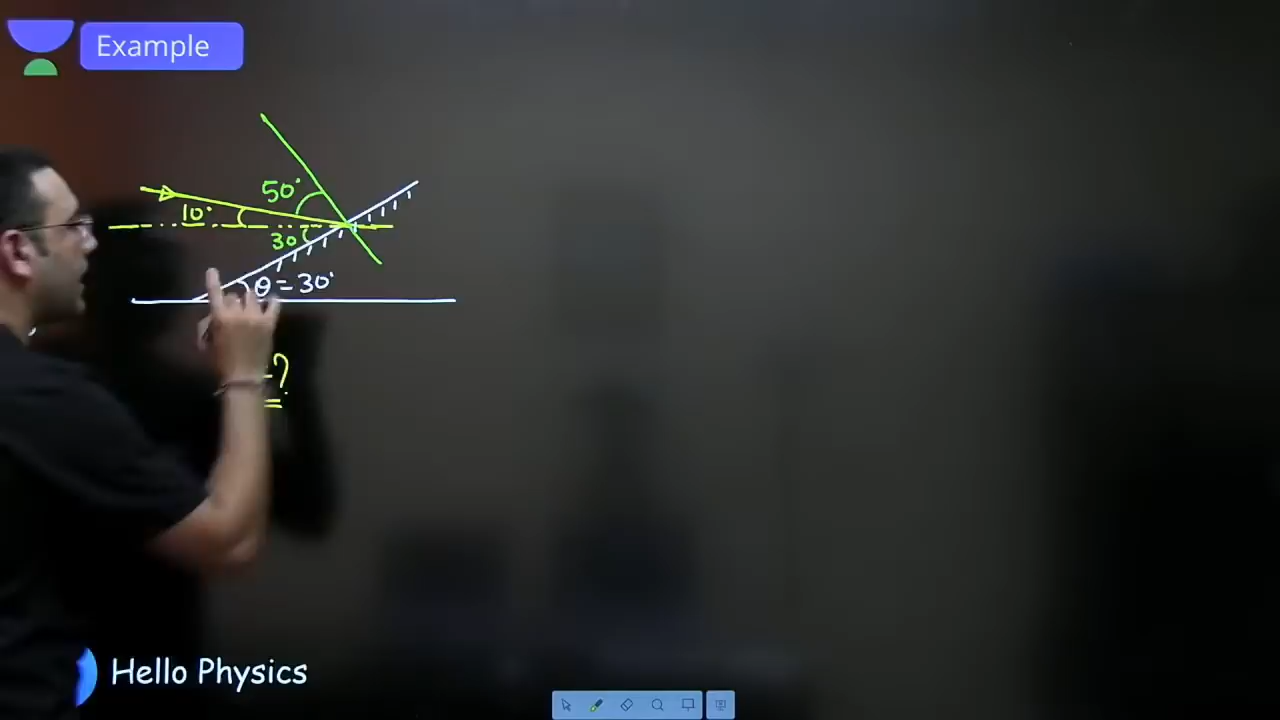 Example
50°
10°
30
θ = 30°
?
Hello Physics